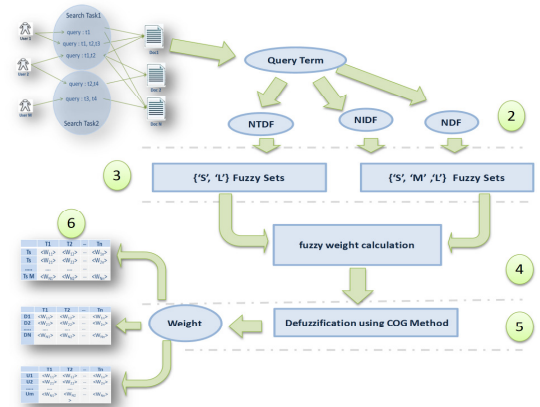 Search Task1
User 1
query : t1
query : t1, t2,t3
query : t1,t2
Doc1
User 2
query : t2,t4
Doc 2
query : t3, t4
User M
Doc N
Search Task2
Query Term
NTDF
NIDF
NDF
2
3
{'S', 'L'} Fuzzy Sets
{'S', 'M' ,'L'} Fuzzy Sets
6
fuzzy weight calculation
4
T1 T2 ... Tn
Ts
Ts
Ts M
Weight
Defuzzification using COG Method
5
T1 T2 ... Tn
D1
D2
DN
T1 T2 ... Tn
U1
U2
Um